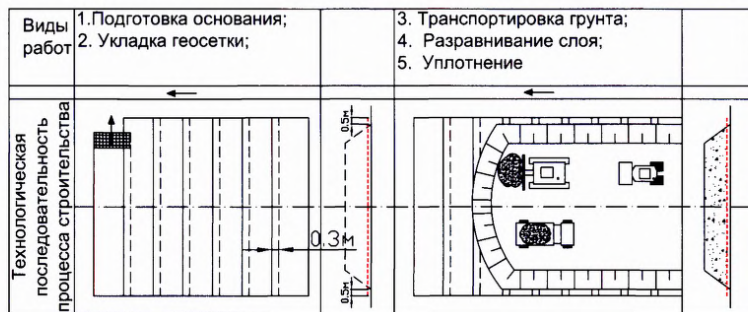 Виды
работ
1.Подготовка основания;
2. Укладка геосетки;
3. Транспортировка грунта;
4. Разравнивание слоя;
5. Уплотнение
Технологическая
последовательность
процесса строительства
0.3м
0.5м
0.5м